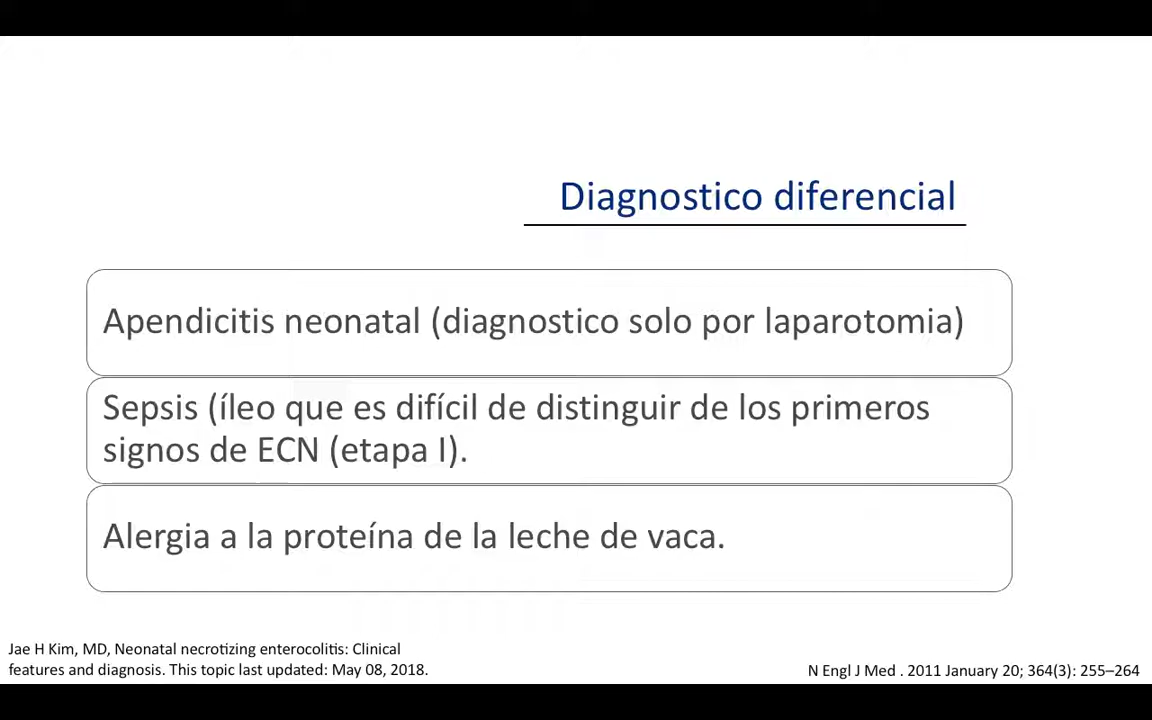 Diagnostico diferencial
Apendicitis neonatal (diagnostico solo por laparotomia)
Sepsis (íleo que es difícil de distinguir de los primeros
signos de ECN (etapa I).
Alergia a la proteína de la leche de vaca.
Jae H Kim, MD, Neonatal necrotizing enterocolitis: Clinical
features and diagnosis. This topic last updated: May 08, 2018.
N Engl J Med . 2011 January 20; 364(3): 255–264